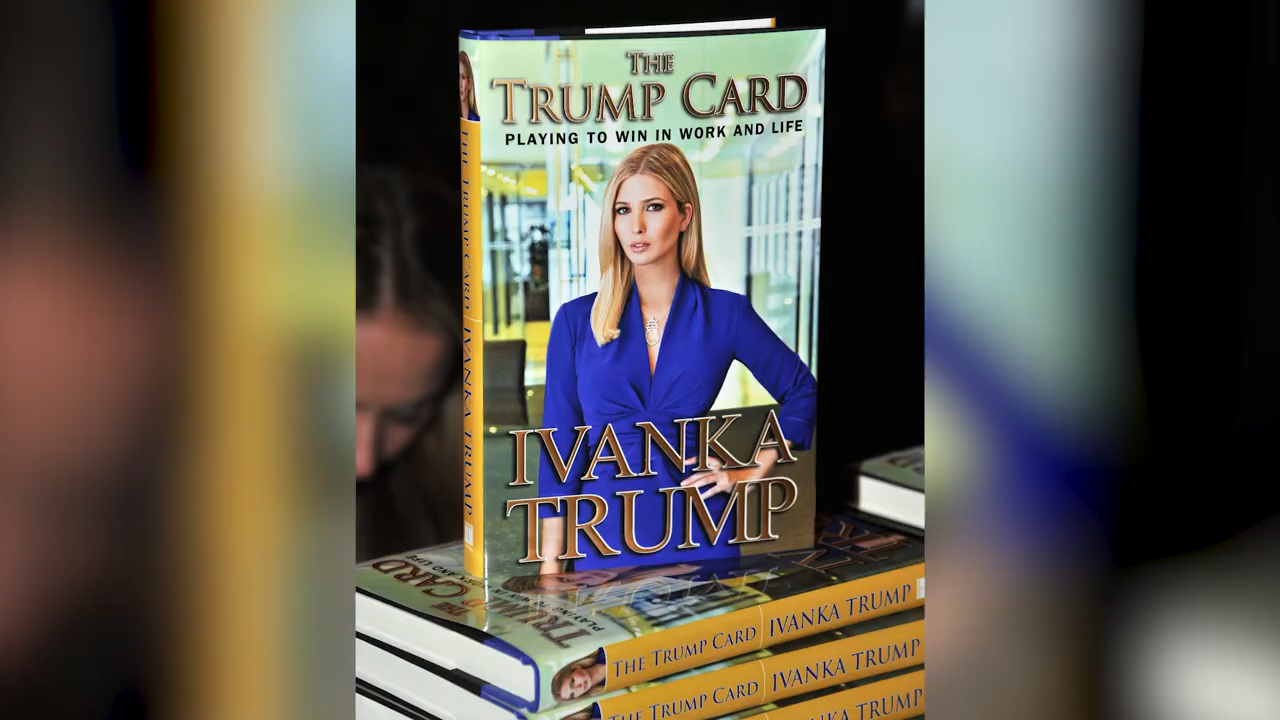 THE
TRUMP CARD
PLAYING TO WIN IN WORK AND LIFE
IVANKA
TRUMP
THE TRUMP CARD IVANKA TRUMP
THE
TRUMP CARD
THE TRUMP CARD IVANKA TRUMP
THE TRUMP CARD IVANKA TRUMP
IVANKA TRUMP